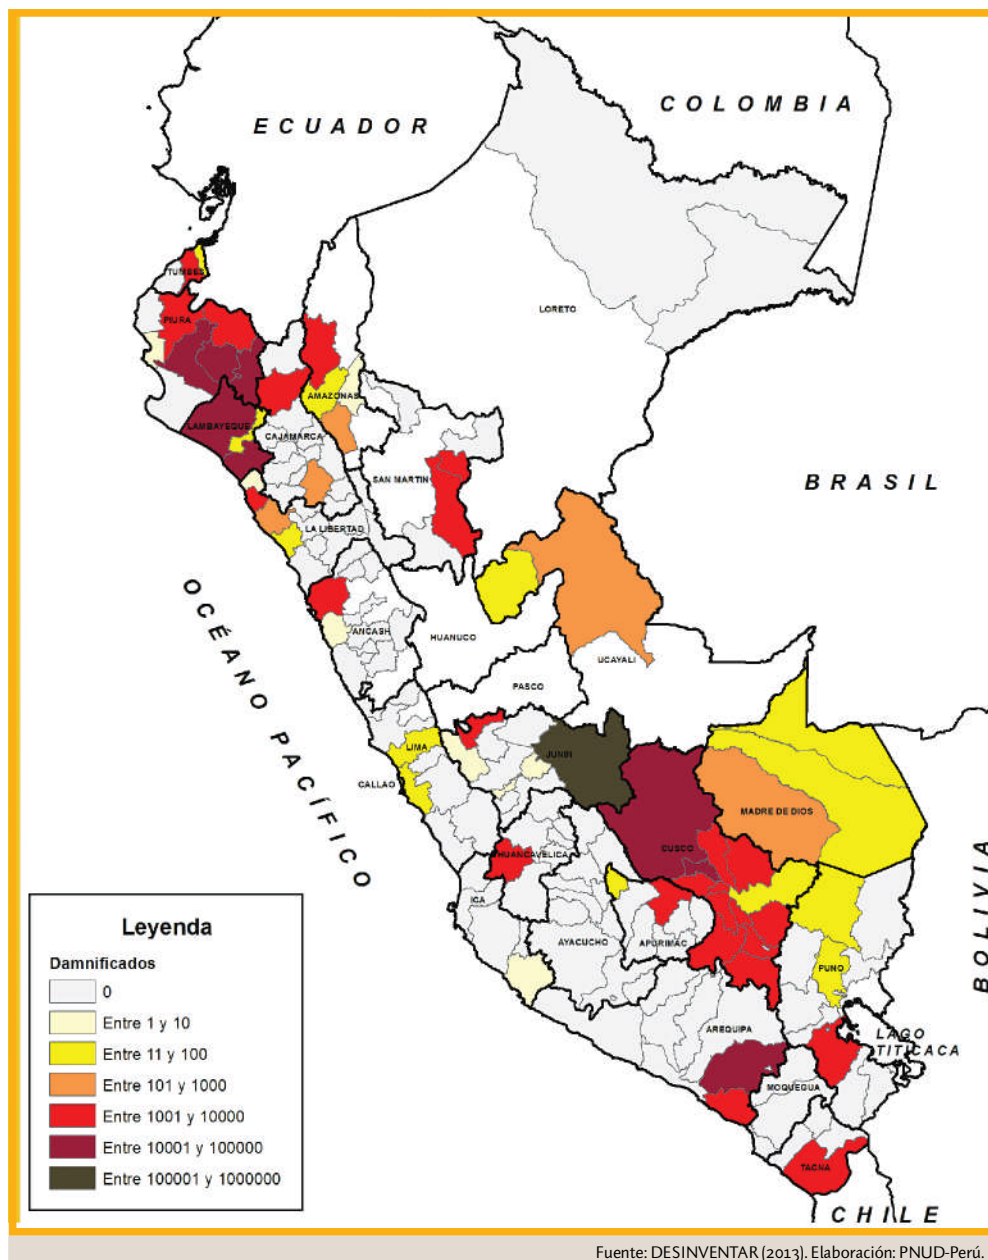 COLOMBIA
ECUADOR
TUMBES
LORETO
PIURA
AMAZONAS
LAMBAYEQUE
CAJAMARCA
SAN MARTIN
BRASIL
LA LIBERTAD
OCÉANO PACÍFICO
ANCASH
HUANUCO
UCAYALI
PASCO
LIMA
JUNIN
CALLAO
MADRE DE DIOS
CUSCO
HUANCAVELICA
ICA
AYACUCHO
APURIMAC
PUNO
BOLIVIA
AREQUIPA
LAGO
TITICACA
MOQUEGUA
TACNA
CHILE
Leyenda
Damnificados
0
Entre 1 y 10
Entre 11 y 100
Entre 101 y 1000
Entre 1001 y 10000
Entre 10001 y 100000
Entre 100001 y 1000000
Fuente: DESINVENTAR (2013). Elaboración: PNUD-Perú.